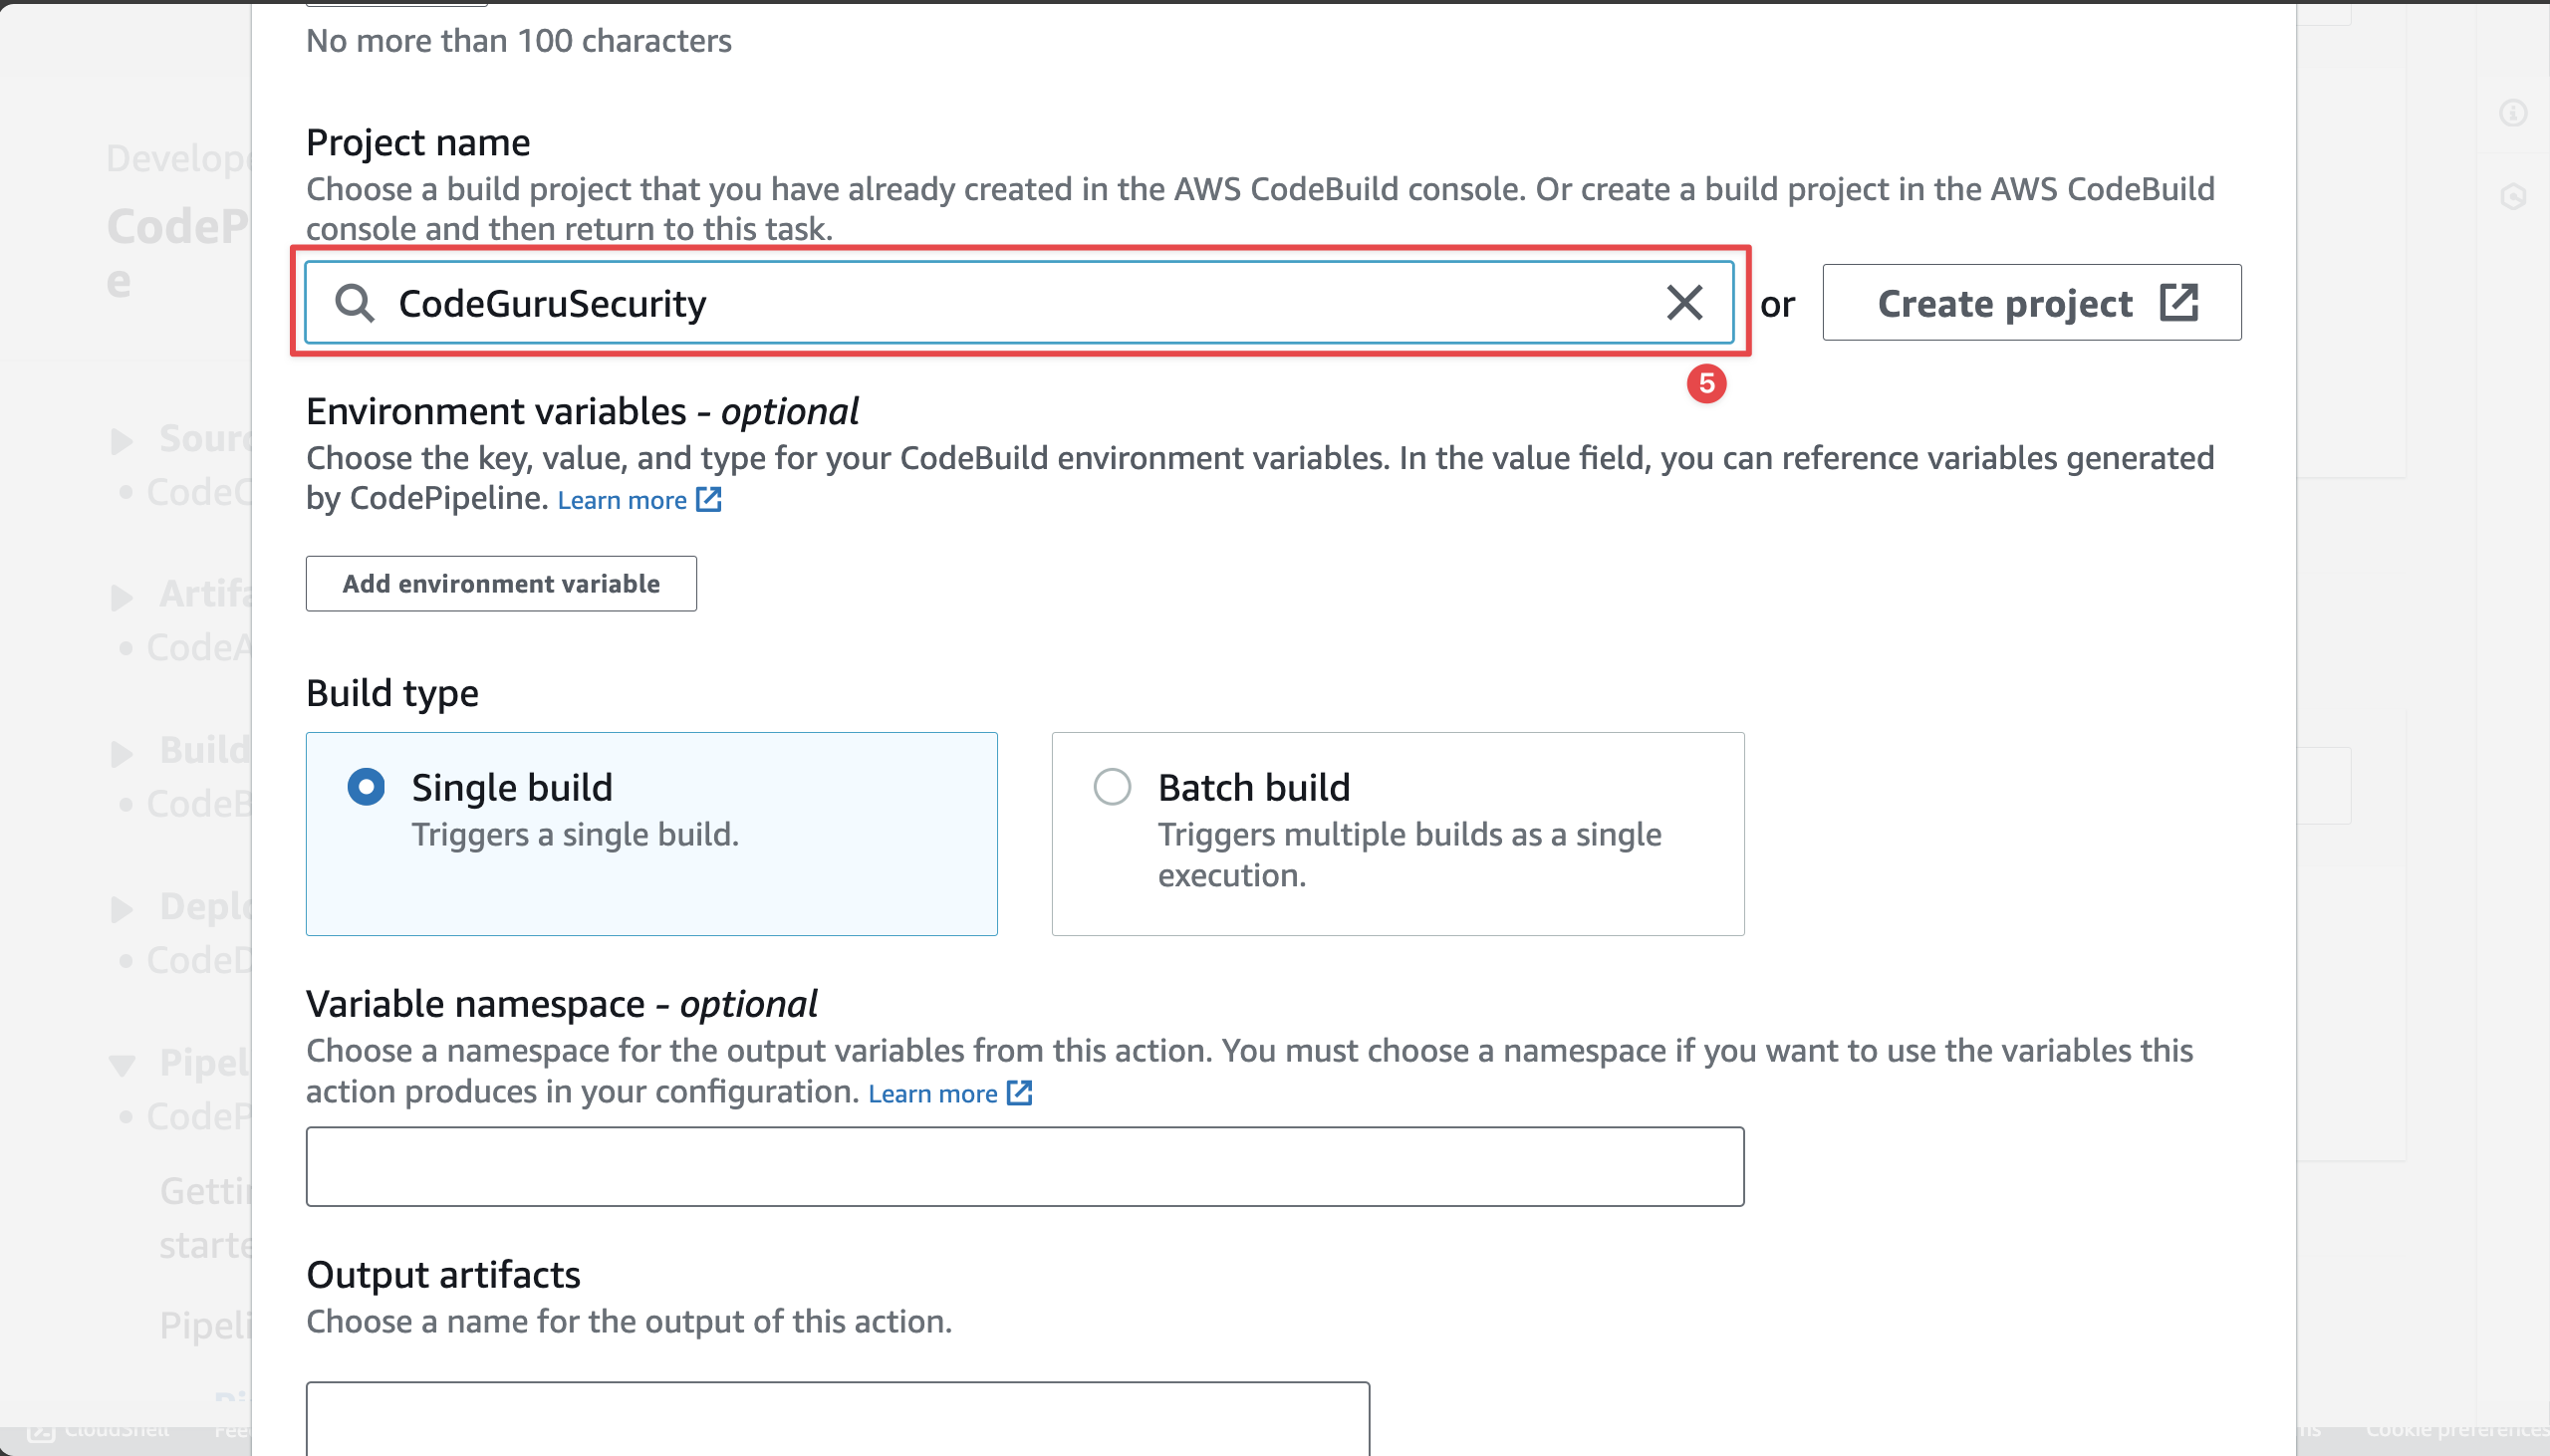 No more than 100 characters
Project name
Choose a build project that you have already created in the AWS CodeBuild console. Or create a build project in the AWS CodeBuild
console and then return to this task.
CodeGuruSecurity
or
Create project
5
Environment variables - optional
Choose the key, value, and type for your CodeBuild environment variables. In the value field, you can reference variables generated
by CodePipeline. Learn more
Add environment variable
Build type
Single build
Triggers a single build.
Batch build
Triggers multiple builds as a single
execution.
Variable namespace - optional
Choose a namespace for the output variables from this action. You must choose a namespace if you want to use the variables this
action produces in your configuration. Learn more
Output artifacts
Choose a name for the output of this action.
Develope
CodeP
e
Sourc
CodeC
Artifa
CodeA
Build
CodeB
Deplo
CodeD
Pipel
CodeP
Gettin
starte
Pipeli
CloudShell
Feed
Cookie preferences